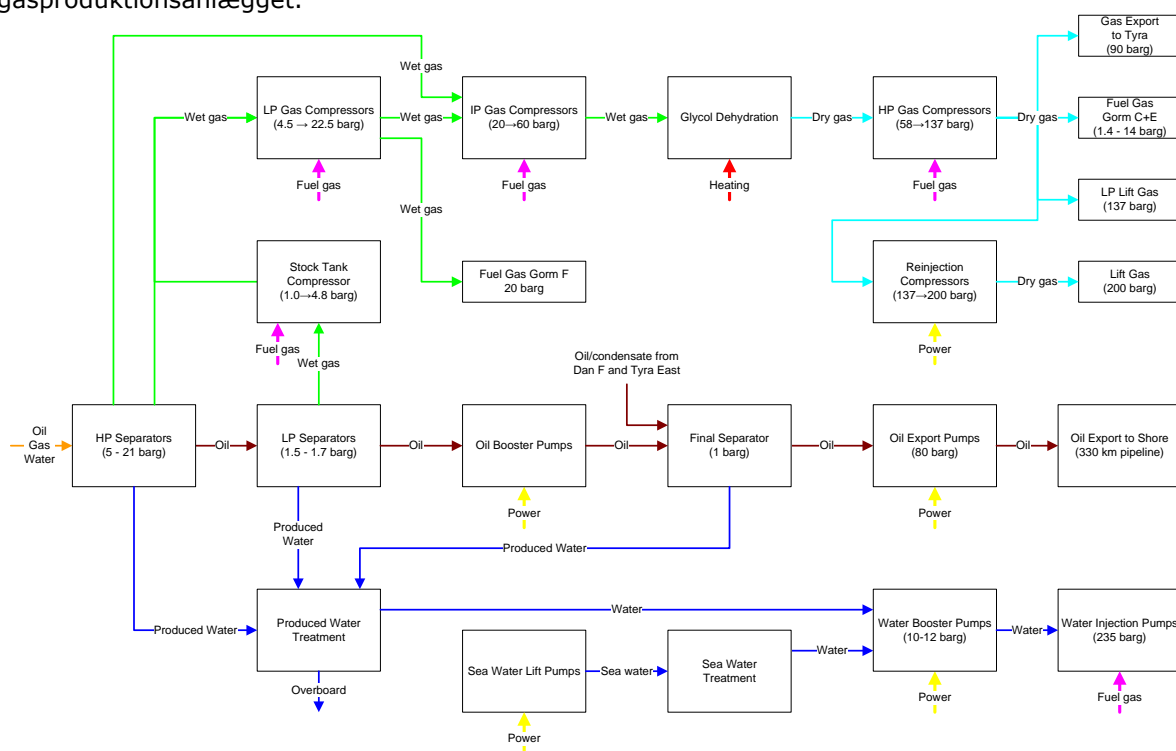 gasproduktionsanlægget.
Gas Export
to Tyra
(90 barg)
Wet gas
LP Gas Compressors
(4.5 → 22.5 barg)
IP Gas Compressors
(20→60 barg)
Glycol Dehydration
HP Gas Compressors
(58→137 barg)
Fuel Gas
Gorm C+E
(1.4 - 14 barg)
Wet gas
Wet gas
Wet gas
Dry gas
Dry gas
Fuel gas
Fuel gas
Heating
Fuel gas
LP Lift Gas
(137 barg)
Wet gas
Stock Tank
Compressor
(1.0→4.8 barg)
Fuel Gas Gorm F
20 barg
Reinjection
Compressors
(137→200 barg)
Dry gas
Lift Gas
(200 barg)
Fuel gas
Wet gas
Power
Oil/condensate from
Dan F and Tyra East
Oil
Gas
Water
HP Separators
(5 - 21 barg)
Oil
LP Separators
(1.5 - 1.7 barg)
Oil
Oil Booster Pumps
Oil
Final Separator
(1 barg)
Oil
Oil Export Pumps
(80 barg)
Oil
Oil Export to Shore
(330 km pipeline)
Power
Power
Produced
Water
Produced Water
Produced Water
Produced Water
Treatment
Water
Water Booster Pumps
(10-12 barg)
Water
Water Injection Pumps
(235 barg)
Sea Water Lift Pumps
Sea water
Sea Water
Treatment
Water
Overboard
Power
Fuel gas
Power